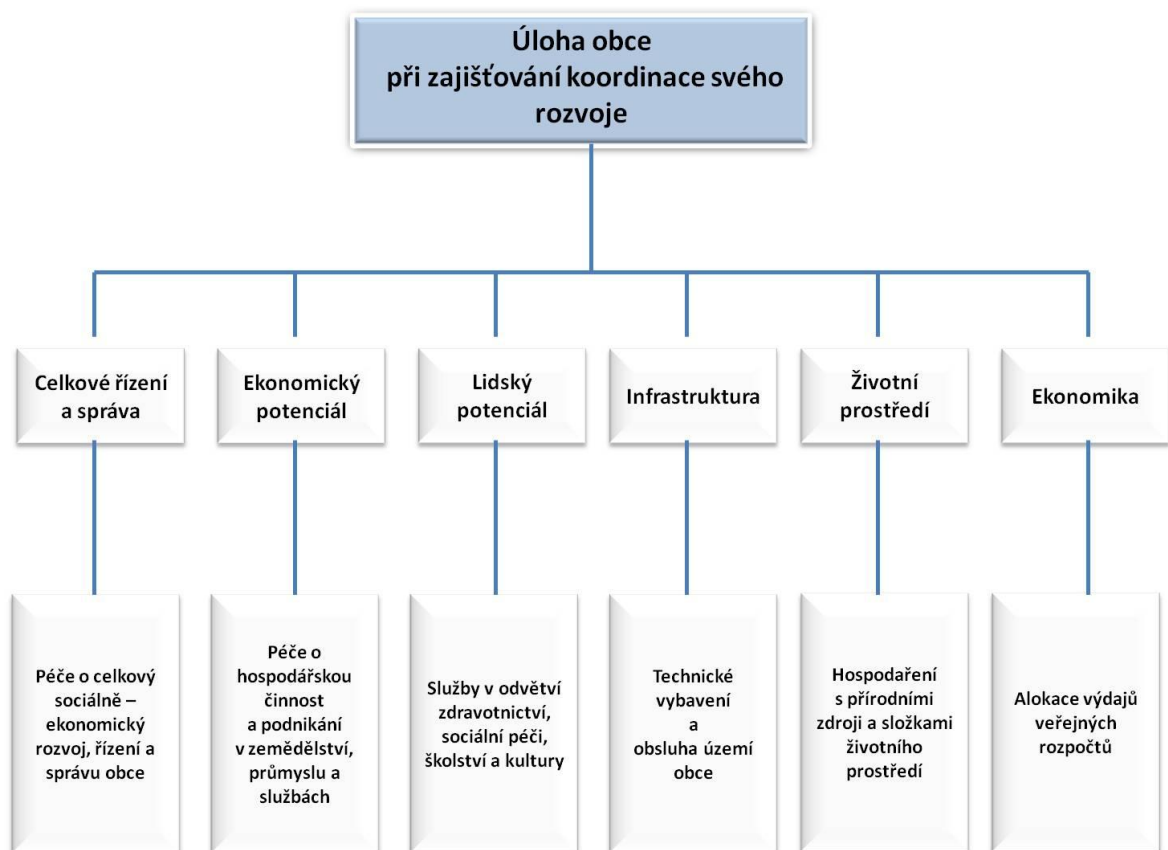 Úloha obce
při zajišťování koordinace svého
rozvoje
Celkové řízení
a správa
Ekonomický
potenciál
Lidský
potenciál
Infrastruktura
Životní
prostředí
Ekonomika
Péče o celkový
sociálně –
ekonomický
rozvoj, řízení a
správu obce
Péče o
hospodářskou
činnost
a podnikání
v zemědělství,
průmyslu a
službách
Služby v odvětví
zdravotnictví,
sociální péči,
školství a kultury
Technické
vybavení
a
obsluha území
obce
Hospodaření
s přírodními
zdroji a složkami
životního
prostředí
Alokace výdajů
veřejných
rozpočtů